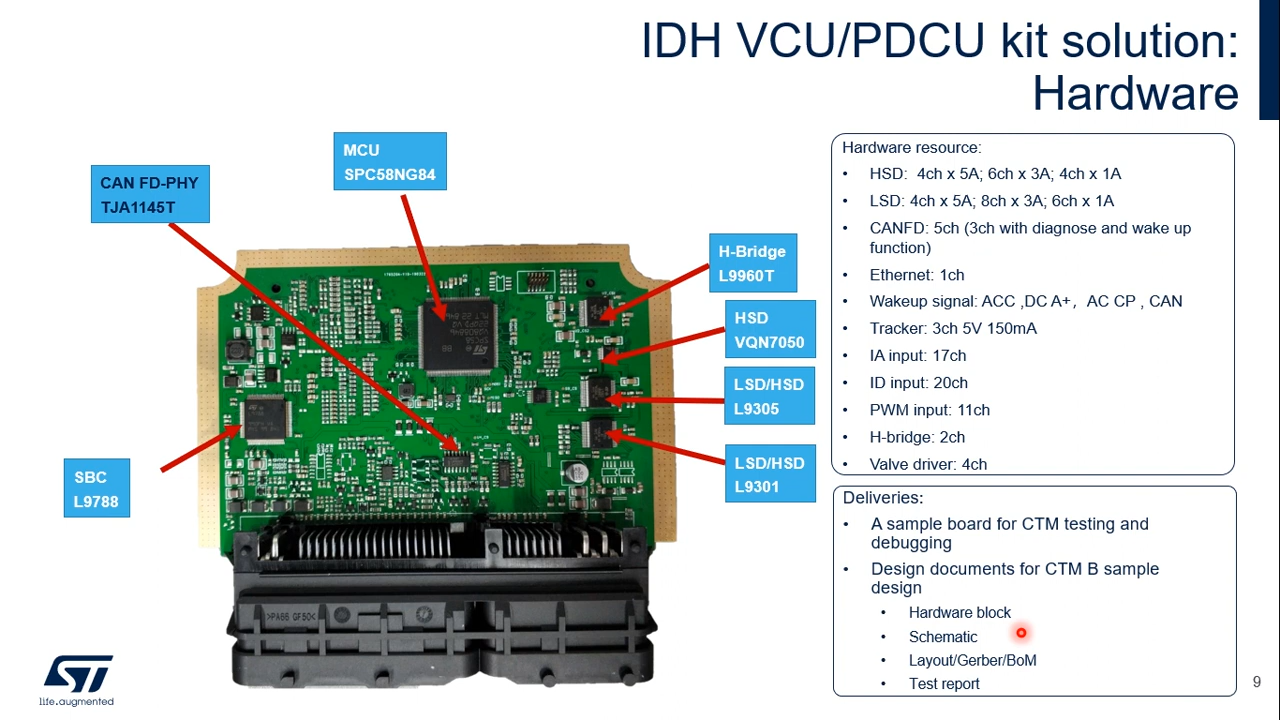 IDH VCU/PDCU kit solution:
Hardware
MCU
SPC58NG84
CAN FD-PHY
TJA1145T
H-Bridge
L9960T
HSD
VQN7050
LSD/HSD
L9305
LSD/HSD
L9301
SBC
L9788
>PA66 GF50<
Hardware resource:
• HSD: 4ch x 5A; 6ch x 3A; 4ch x 1A
• LSD: 4ch x 5A; 8ch x 3A; 6ch x 1A
• CANFD: 5ch (3ch with diagnose and wake up
function)
• Ethernet: 1ch
• Wakeup signal: ACC ,DC A+, AC CP , CAN
• Tracker: 3ch 5V 150mA
• IA input: 17ch
• ID input: 20ch
• PWM input: 11ch
• H-bridge: 2ch
• Valve driver: 4ch
Deliveries:
• A sample board for CTM testing and
debugging
• Design documents for CTM B sample
design
• Hardware block
• Schematic
• Layout/Gerber/BoM
• Test report
ST
life.augmented
9